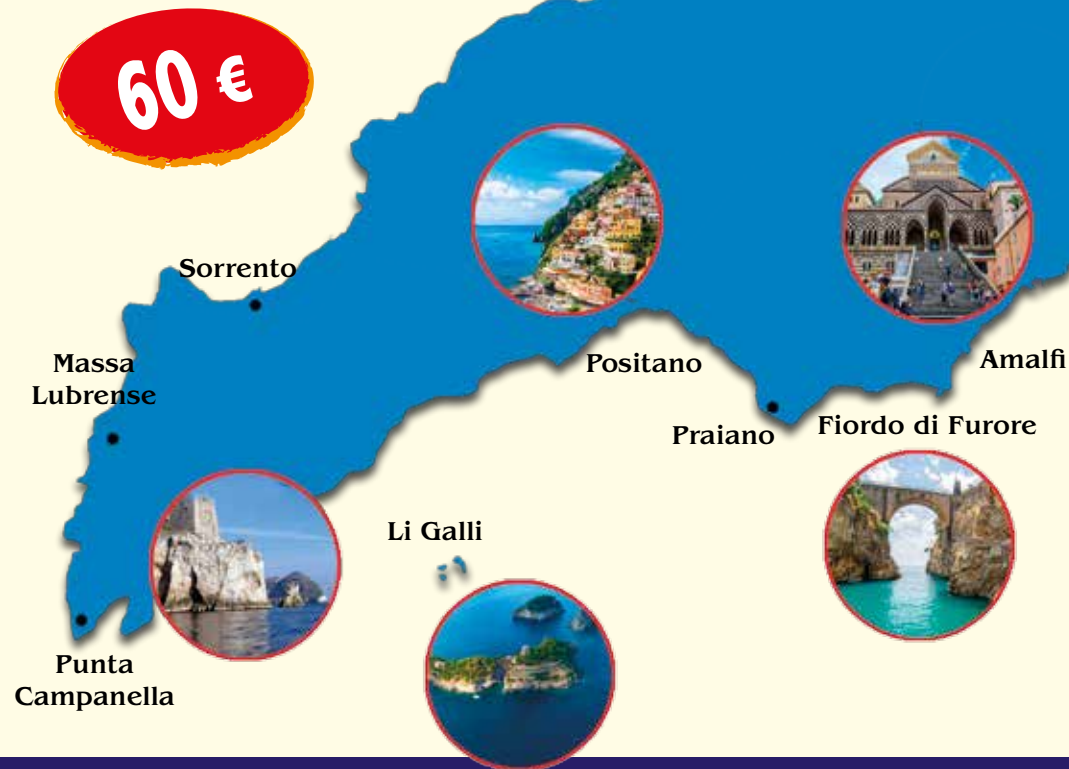 60 €
Sorrento
Massa
Lubrense
Positano
Amalfi
Praiano
Fiordo di Furore
Li Galli
Punta
Campanella